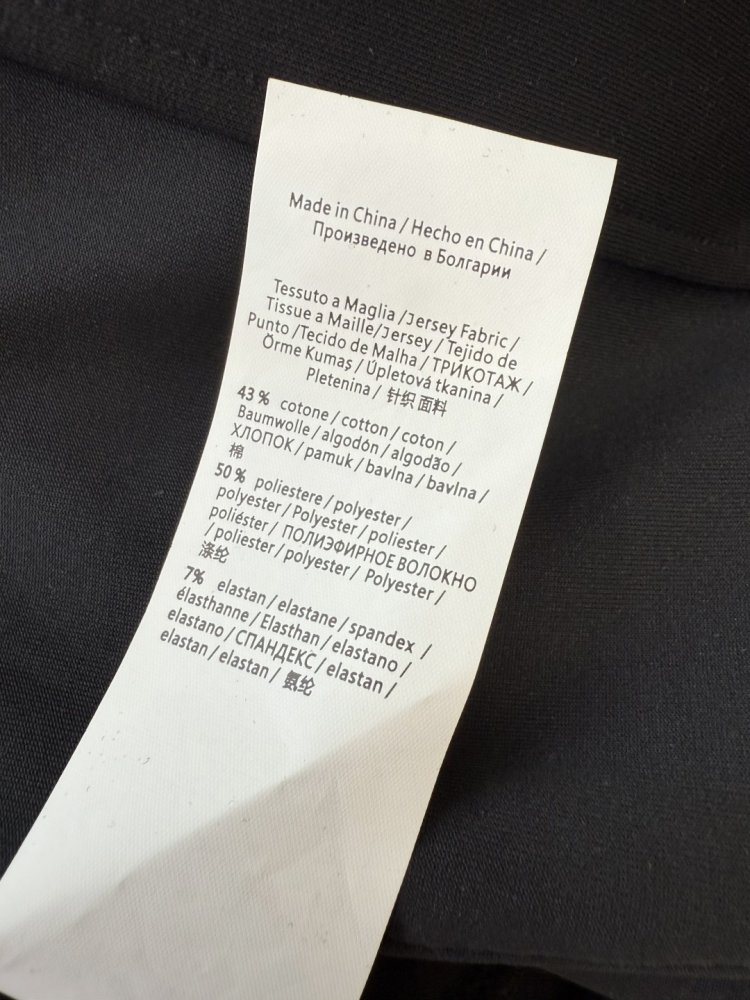 Made in China / Hecho en China /
Произведено в Болгарии
Tessuto a Maglia /Jersey Fabric /
Tissue a Maille/Jersey / Tejido de
Punto /Tecido de Malha / ТРИКОТАЖ /
Örme Kumaş / Úpletová tkanina /
Pletenina / 针织 面料
43 % cotone / cotton / coton /
Baumwolle / algodón / algodão /
ХЛОПОК / pamuk / bavlna / bavlna /
棉
50 % poliestere / polyester /
polyester / Polyester / poliester /
poliéster / ПОЛИЭФИРНОЕ ВОЛОКНО
/ poliester / polyester / Polyester /
涤纶
7% elastan / elastane / spandex /
élasthanne / Elasthan / elastano /
elastano / СПАНДЕКС / elastan /
elastan / elastan / 氨纶